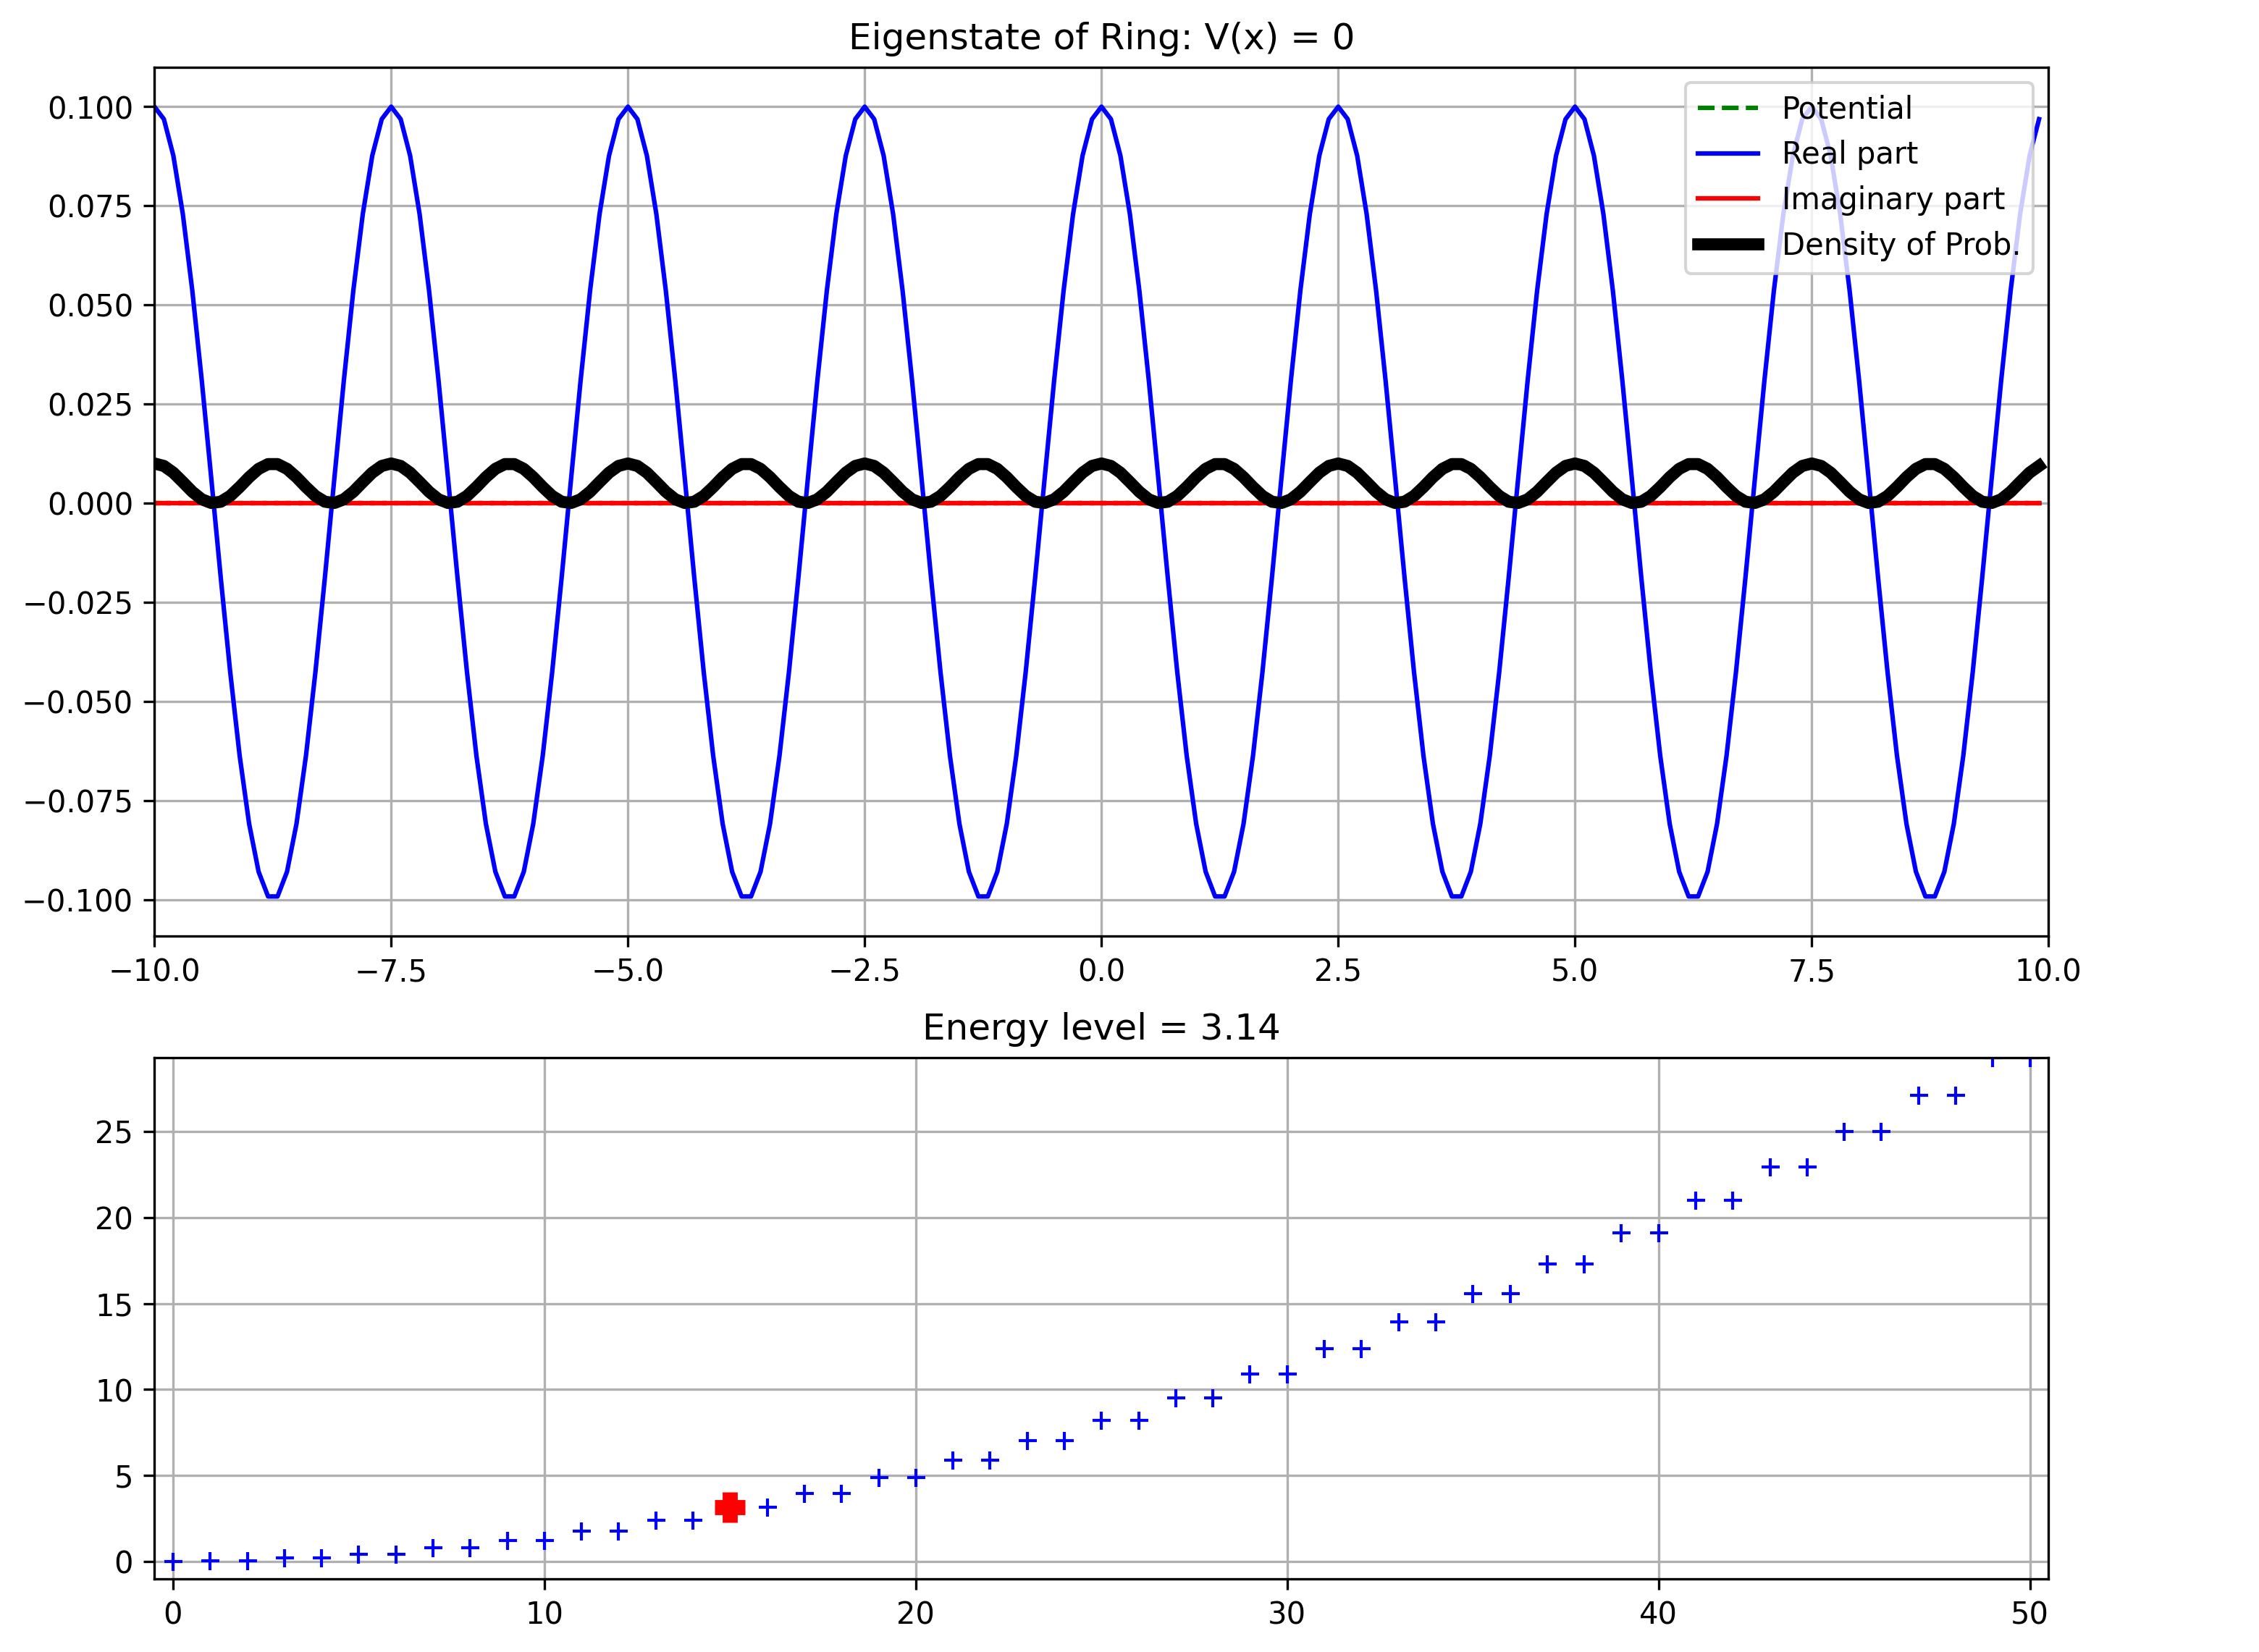 Eigenstate of Ring: V(x) = 0
0.100
0.075
0.050
0.025
0.000
−0.025
−0.050
−0.075
−0.100
Potential
Real part
Imaginary part
Density of Prob.
−10.0 −7.5 −5.0 −2.5 0.0 2.5 5.0 7.5 10.0
Energy level = 3.14
25
20
15
10
5
0
0 10 20 30 40 50